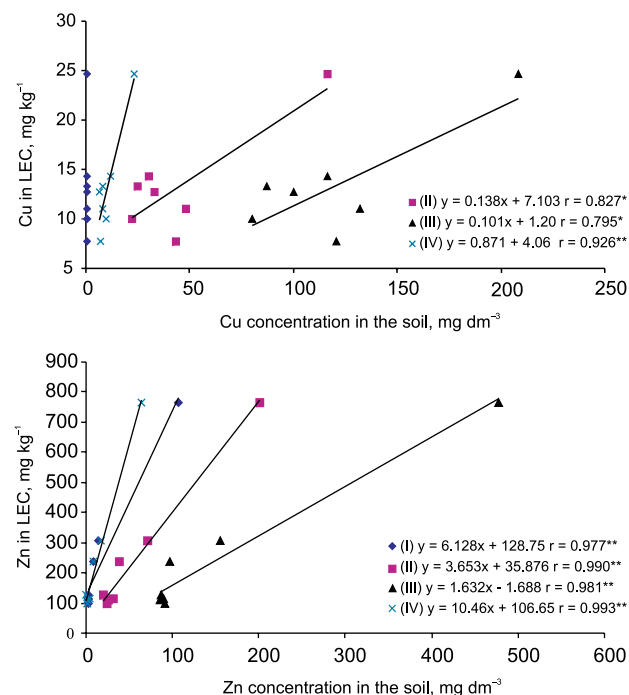 30
25
20
15
10
5
Cu in LEC, mg kg⁻¹
(II) y = 0.138x + 7.103 r = 0.827*
(III) y = 0.101x + 1.20 r = 0.795*
(IV) y = 0.871 + 4.06 r = 0.926**
0 50 100 150 200 250
Cu concentration in the soil, mg dm⁻³
900
800
700
600
500
400
300
200
100
0
Zn in LEC, mg kg⁻¹
(I) y = 6.128x + 128.75 r = 0.977**
(II) y = 3.653x + 35.876 r = 0.990**
(III) y = 1.632x - 1.688 r = 0.981**
(IV) y = 10.46x + 106.65 r = 0.993**
0 100 200 300 400 500 600
Zn concentration in the soil, mg dm⁻³